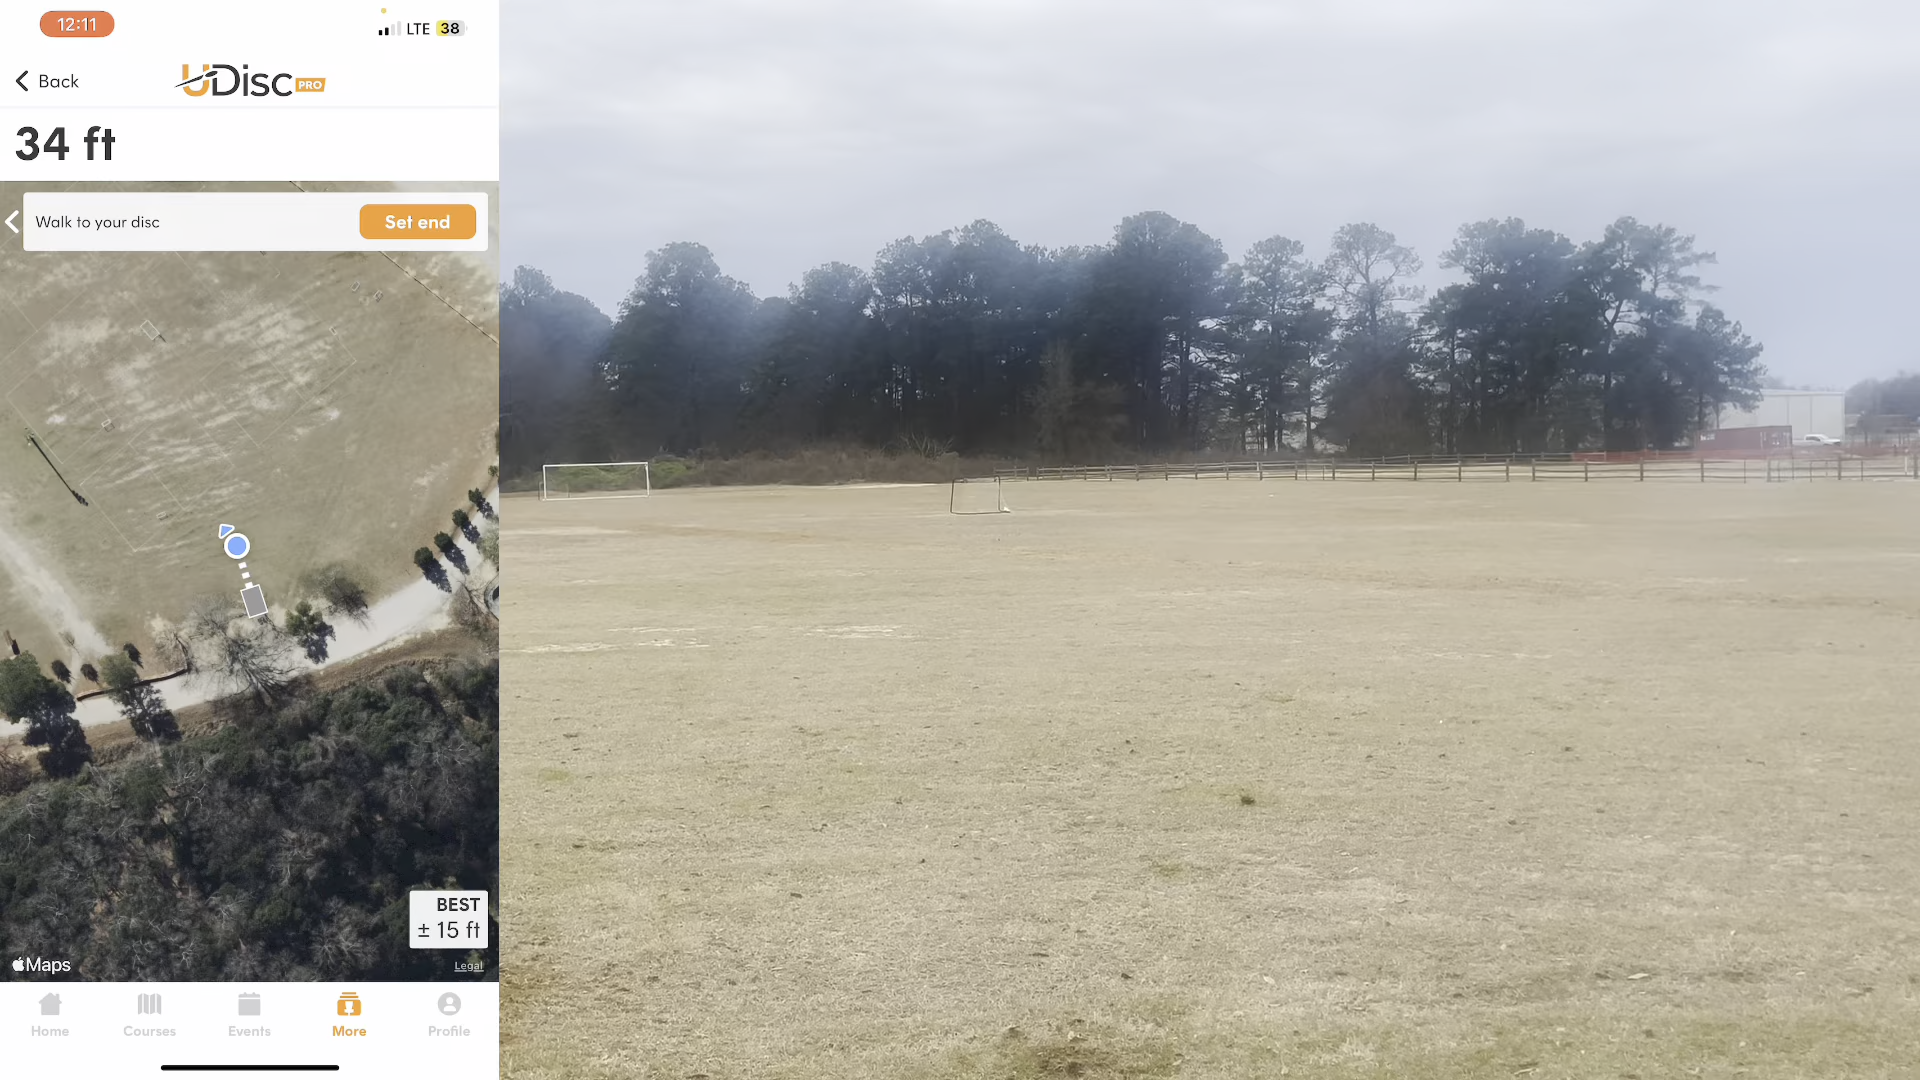 12:11
LTE 38
Back
UDisc PRO
34 ft
Walk to your disc
Set end
BEST
± 15 ft
Maps
Legal
Home
Courses
Events
More
Profile